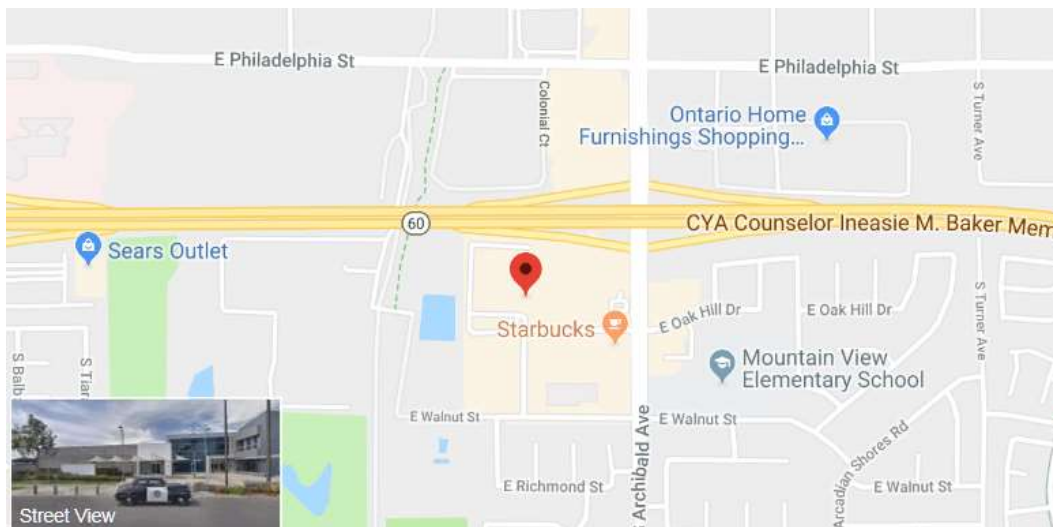 E Philadelphia St
E Philadelphia St
Colonial Ct
S Turner Ave
Ontario Home
Furnishings Shopping...
60
CYA Counselor Ineasie M. Baker Mem
Sears Outlet
Starbucks
E Oak Hill Dr
E Oak Hill Dr
S Turner Ave
Mountain View
Elementary School
S Balb
S Tiar
E Walnut St
E Walnut St
Archibald Ave
Arcadian Shores Rd
E Richmond St
E Walnut St
Street View